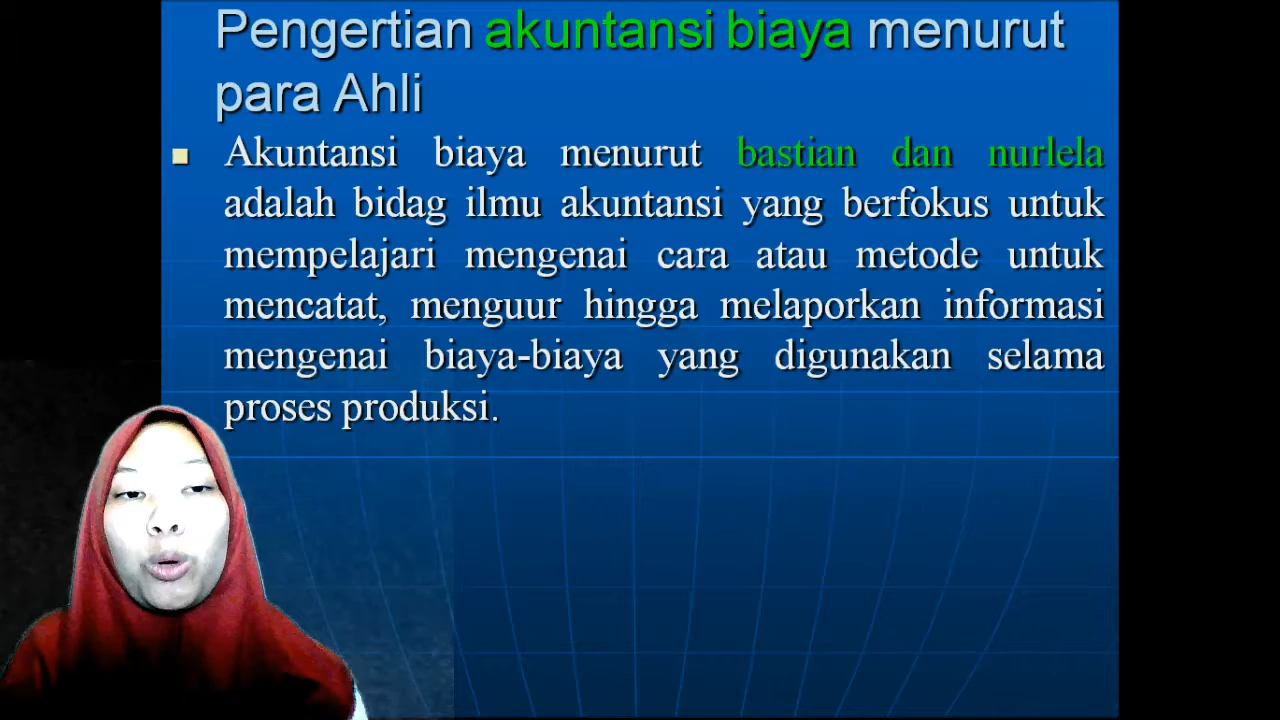 Pengertian akuntansi biaya menurut
para Ahli
Akuntansi biaya menurut bastian dan nurlela
adalah bidag ilmu akuntansi yang berfokus untuk
mempelajari mengenai cara atau metode untuk
mencatat, menguur hingga melaporkan informasi
mengenai biaya-biaya yang digunakan selama
proses produksi.